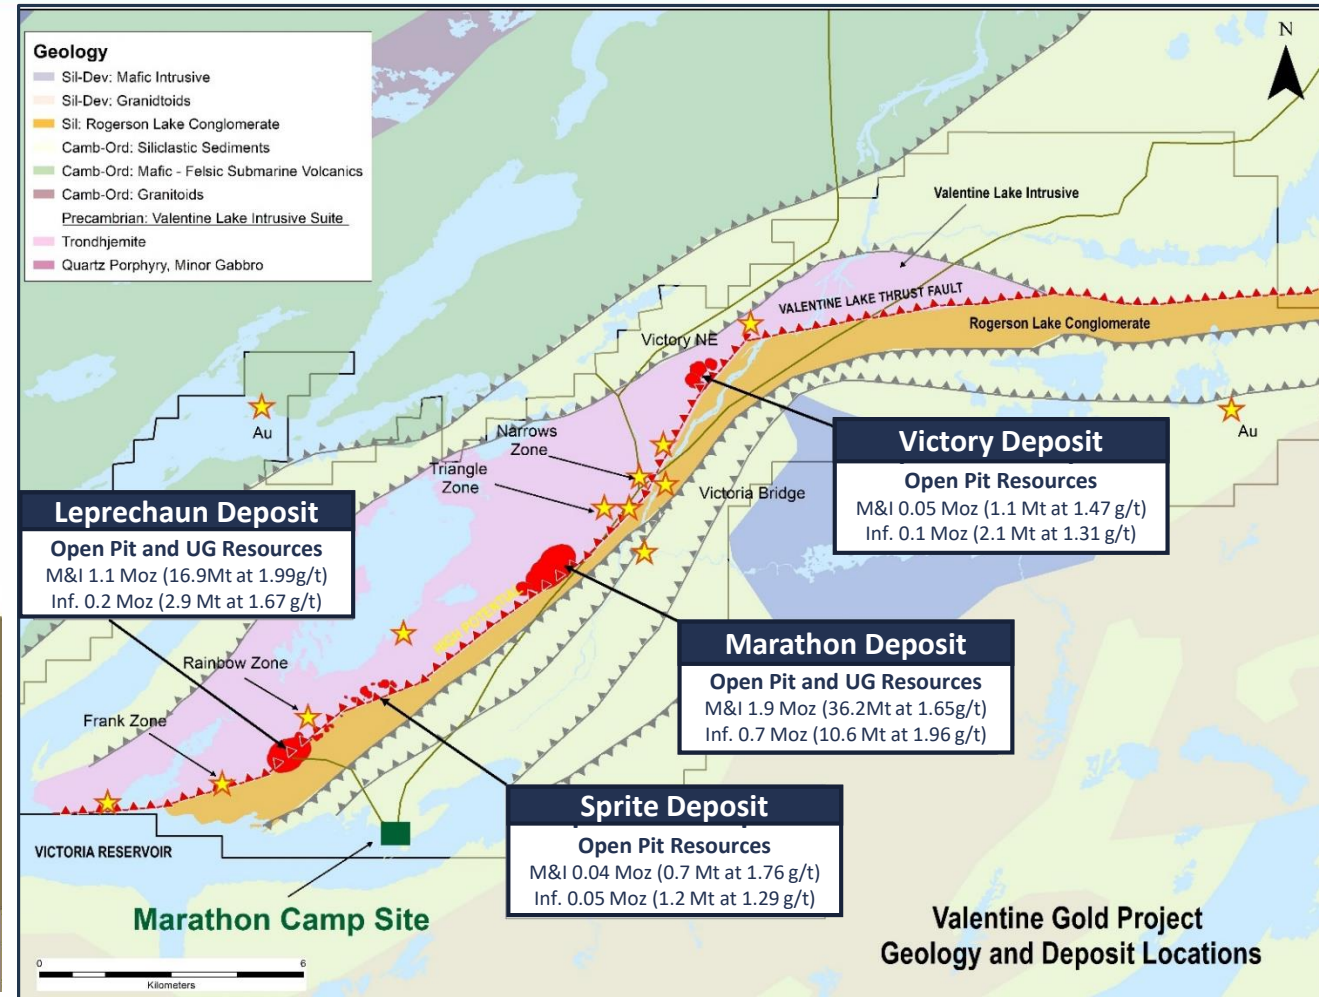 Geology
Sil-Dev: Mafic Intrusive
Sil-Dev: Granidtoids
Sil: Rogerson Lake Conglomerate
Camb-Ord: Siliclastic Sediments
Camb-Ord: Mafic - Felsic Submarine Volcanics
Camb-Ord: Granitoids
Precambrian: Valentine Lake Intrusive Suite
Trondhjemite
Quartz Porphyry, Minor Gabbro
N
Valentine Lake Intrusive
VALENTINE LAKE THRUST FAULT
Rogerson Lake Conglomerate
Victory NE
Au
Narrows
Zone
Triangle
Zone
Victoria Bridge
Au
Victory Deposit
Open Pit Resources
M&I 0.05 Moz (1.1 Mt at 1.47 g/t)
Inf. 0.1 Moz (2.1 Mt at 1.31 g/t)
Leprechaun Deposit
Open Pit and UG Resources
M&I 1.1 Moz (16.9Mt at 1.99g/t)
Inf. 0.2 Moz (2.9 Mt at 1.67 g/t)
HIGH POTENTIAL
Marathon Deposit
Open Pit and UG Resources
M&I 1.9 Moz (36.2Mt at 1.65g/t)
Inf. 0.7 Moz (10.6 Mt at 1.96 g/t)
Rainbow Zone
Frank Zone
Sprite Deposit
Open Pit Resources
M&I 0.04 Moz (0.7 Mt at 1.76 g/t)
Inf. 0.05 Moz (1.2 Mt at 1.29 g/t)
VICTORIA RESERVOIR
Marathon Camp Site
Valentine Gold Project
Geology and Deposit Locations
0 6
Kilometers